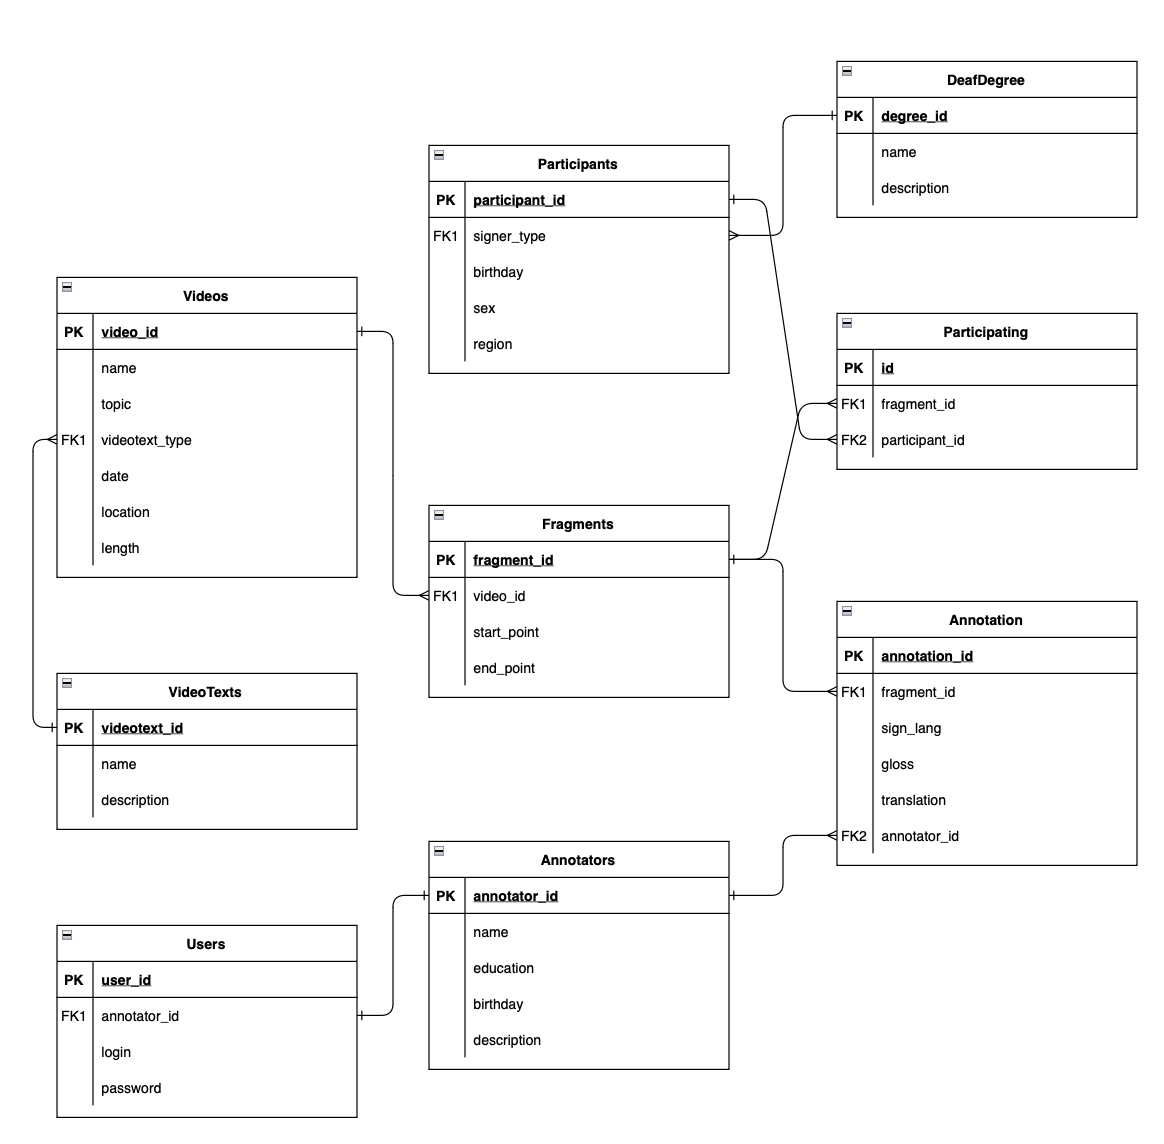 DeafDegree
PK degree_id
name
description
Participants
PK participant_id
FK1 signer_type
birthday
sex
region
Videos
PK video_id
name
topic
FK1 videotext_type
date
location
length
Participating
PK id
FK1 fragment_id
FK2 participant_id
Fragments
PK fragment_id
FK1 video_id
start_point
end_point
Annotation
PK annotation_id
FK1 fragment_id
sign_lang
gloss
translation
FK2 annotator_id
VideoTexts
PK videotext_id
name
description
Annotators
PK annotator_id
name
education
birthday
description
Users
PK user_id
FK1 annotator_id
login
password